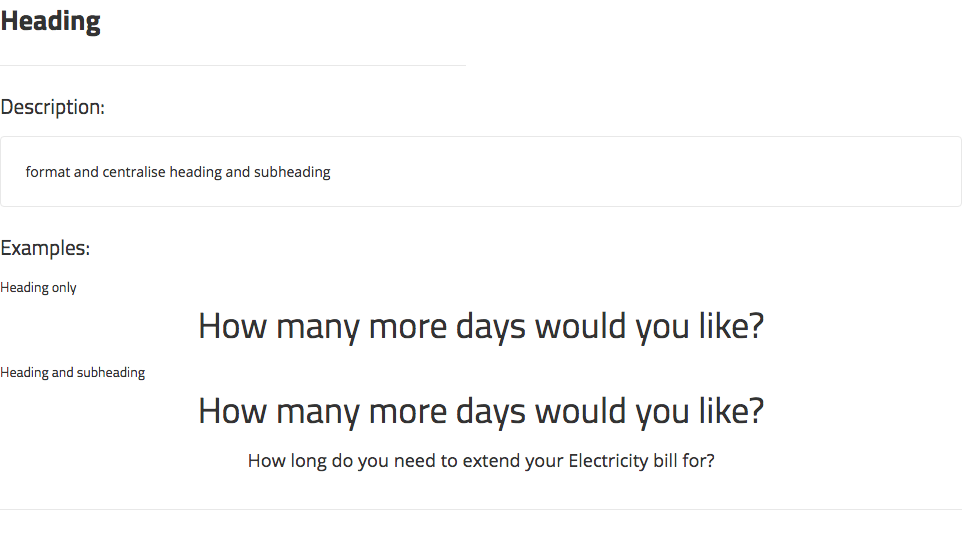 Heading
Description:
format and centralise heading and subheading
Examples:
Heading only
How many more days would you like?
Heading and subheading
How many more days would you like?
How long do you need to extend your Electricity bill for?